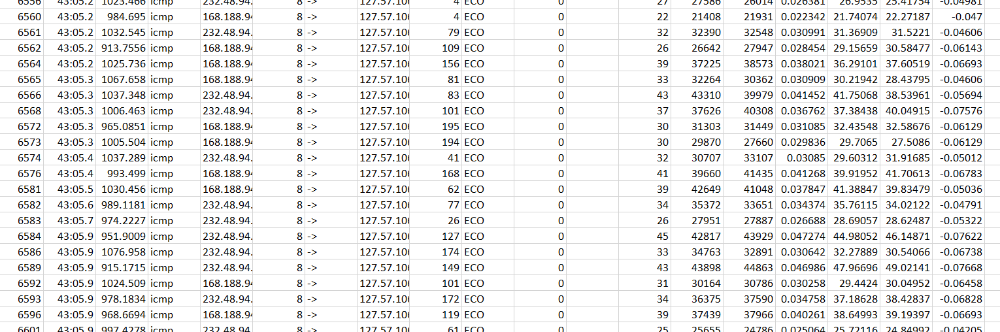 6556 43:05.2 1023.466 icmp 232.48.94. 8 -> 127.57.106 4 ECO 0 27 27586 26014 0.026381 26.9535 25.41754 -0.04981
6560 43:05.2 984.695 icmp 168.188.94 8 -> 127.57.106 4 ECO 0 22 21408 21931 0.022342 21.74074 22.27187 -0.047
6561 43:05.2 1032.545 icmp 232.48.94. 8 -> 127.57.106 79 ECO 0 32 32390 32548 0.030991 31.36909 31.5221 -0.04606
6562 43:05.2 913.7556 icmp 168.188.94 8 -> 127.57.106 109 ECO 0 26 26642 27947 0.028454 29.15659 30.58477 -0.06143
6564 43:05.2 1025.736 icmp 168.188.94 8 -> 127.57.106 156 ECO 0 39 37225 38573 0.038021 36.29101 37.60519 -0.06693
6565 43:05.3 1067.658 icmp 168.188.94 8 -> 127.57.106 81 ECO 0 33 32264 30362 0.030909 30.21942 28.43795 -0.04606
6566 43:05.3 1037.348 icmp 232.48.94. 8 -> 127.57.106 83 ECO 0 43 43310 39979 0.041452 41.75068 38.53961 -0.05694
6568 43:05.3 1006.463 icmp 232.48.94. 8 -> 127.57.106 101 ECO 0 37 37626 40308 0.036762 37.38438 40.04915 -0.07576
6572 43:05.3 965.0851 icmp 168.188.94 8 -> 127.57.106 195 ECO 0 30 31303 31449 0.031085 32.43548 32.58676 -0.06129
6573 43:05.3 1005.504 icmp 168.188.94 8 -> 127.57.106 194 ECO 0 30 29870 27660 0.029836 29.7065 27.5086 -0.06129
6574 43:05.4 1037.289 icmp 232.48.94. 8 -> 127.57.106 41 ECO 0 32 30707 33107 0.03085 29.60312 31.91685 -0.05012
6576 43:05.4 993.499 icmp 168.188.94 8 -> 127.57.106 168 ECO 0 41 39660 41435 0.041268 39.91952 41.70613 -0.06783
6581 43:05.5 1030.456 icmp 168.188.94 8 -> 127.57.106 62 ECO 0 39 42649 41048 0.037847 41.38847 39.83479 -0.05036
6582 43:05.6 989.1181 icmp 232.48.94. 8 -> 127.57.106 77 ECO 0 34 35372 33651 0.034374 35.76115 34.02122 -0.04791
6583 43:05.7 974.2227 icmp 232.48.94. 8 -> 127.57.106 26 ECO 0 26 27951 27887 0.026688 28.69057 28.62487 -0.05322
6584 43:05.9 951.9009 icmp 232.48.94. 8 -> 127.57.106 127 ECO 0 45 42817 43929 0.047274 44.98052 46.14871 -0.07622
6586 43:05.9 1076.958 icmp 232.48.94. 8 -> 127.57.106 174 ECO 0 33 34763 32891 0.030642 32.27889 30.54066 -0.06738
6589 43:05.9 915.1715 icmp 232.48.94. 8 -> 127.57.106 149 ECO 0 43 43898 44863 0.046986 47.96696 49.02141 -0.07668
6592 43:05.9 1024.509 icmp 168.188.94 8 -> 127.57.106 101 ECO 0 31 30164 30786 0.030258 29.4424 30.04952 -0.06458
6593 43:05.9 978.1834 icmp 232.48.94. 8 -> 127.57.106 172 ECO 0 34 36375 37590 0.034758 37.18628 38.42837 -0.06828
6596 43:05.9 968.6694 icmp 168.188.94 8 -> 127.57.106 119 ECO 0 39 37439 37966 0.040261 38.64993 39.19397 -0.06693
6601 43:05.9 997.4278 icmp 232.48.94. 8 -> 127.57.106 61 ECO 0 25 25655 24786 0.025064 25.72116 24.84992 -0.04205